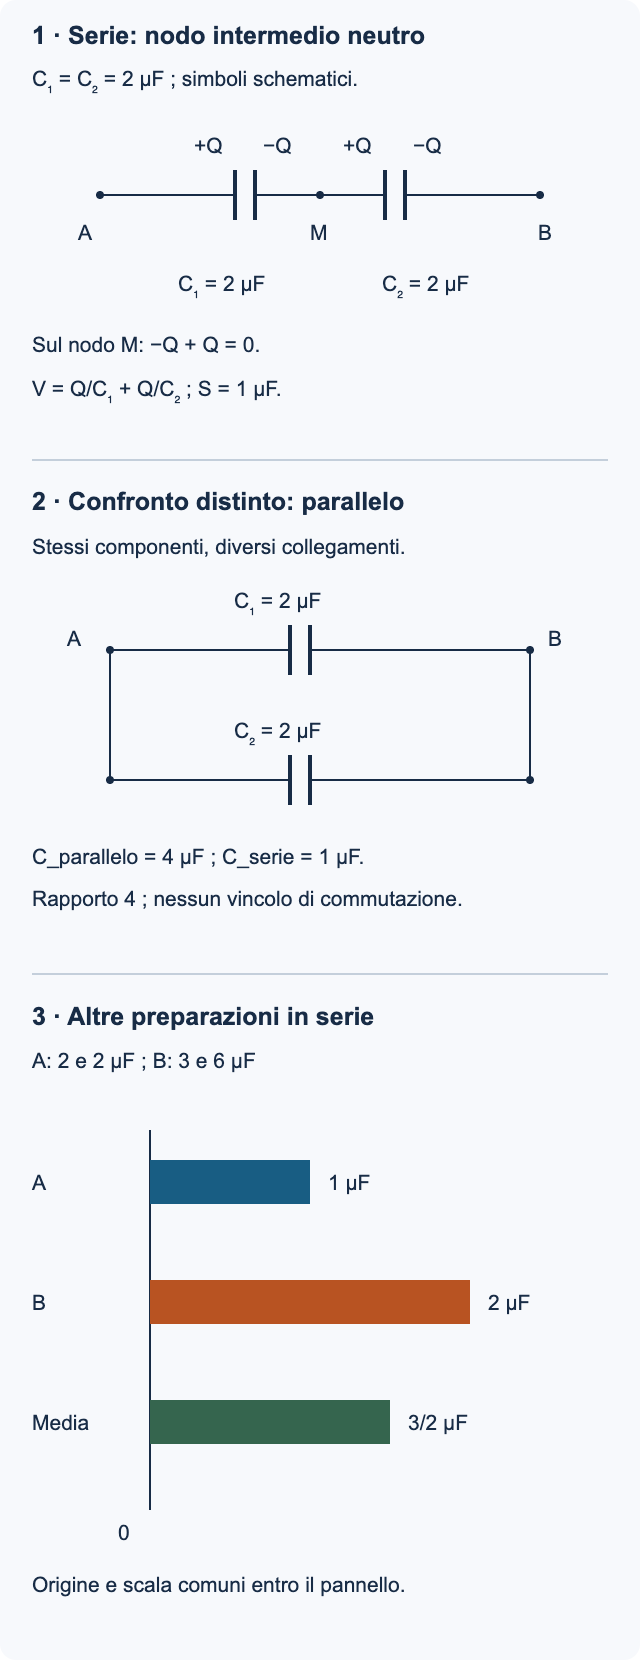 1 · Serie: nodo intermedio neutro
C₁ = C₂ = 2 µF ; simboli schematici.
+Q −Q +Q −Q
A M B
C₁ = 2 µF C₂ = 2 µF
Sul nodo M: −Q + Q = 0.
V = Q/C₁ + Q/C₂ ; S = 1 µF.
2 · Confronto distinto: parallelo
Stessi componenti, diversi collegamenti.
C₁ = 2 µF
A B
C₂ = 2 µF
C_parallelo = 4 µF ; C_serie = 1 µF.
Rapporto 4 ; nessun vincolo di commutazione.
3 · Altre preparazioni in serie
A: 2 e 2 µF ; B: 3 e 6 µF
A 1 µF
B 2 µF
Media 3/2 µF
0
Origine e scala comuni entro il pannello.